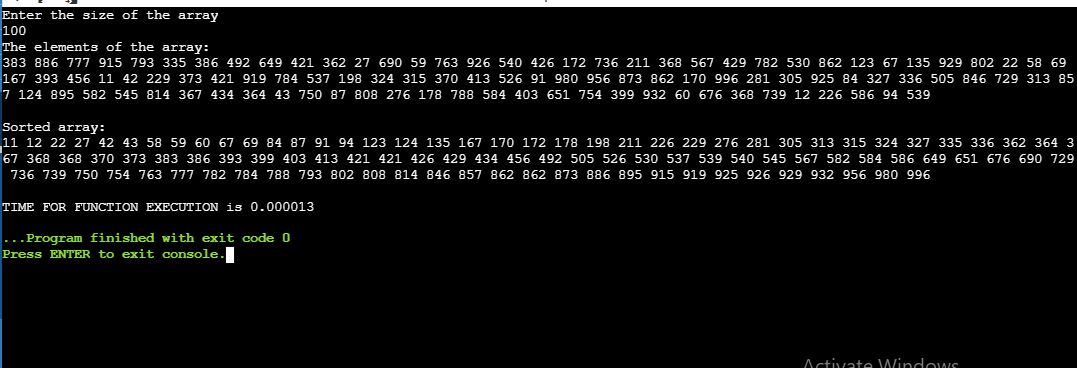 Enter the size of the array
100
The elements of the array:
383 886 777 915 793 335 386 492 649 421 362 27 690 59 763 926 540 426 172 736 211 368 567 429 782 530 862 123 67 135 929 802 22 58 69
167 393 456 11 42 229 373 421 919 784 537 198 324 315 370 413 526 91 980 956 873 862 170 996 281 305 925 84 327 336 505 846 729 313 85
7 124 895 582 545 814 367 434 364 43 750 87 808 276 178 788 584 403 651 754 399 932 60 676 368 739 12 226 586 94 539
Sorted array:
11 12 22 27 42 43 58 59 60 67 69 84 87 91 94 123 124 135 167 170 172 178 198 211 226 229 276 281 305 313 315 324 327 335 336 362 364 3
67 368 368 370 373 383 386 393 399 403 413 421 421 426 429 434 456 492 505 526 530 537 539 540 545 567 582 584 586 649 651 676 690 729
736 739 750 754 763 777 782 784 788 793 802 808 814 846 857 862 862 873 886 895 915 919 925 926 929 932 956 980 996
TIME FOR FUNCTION EXECUTION is 0.000013
...Program finished with exit code 0
Press ENTER to exit console.
Activate Windows